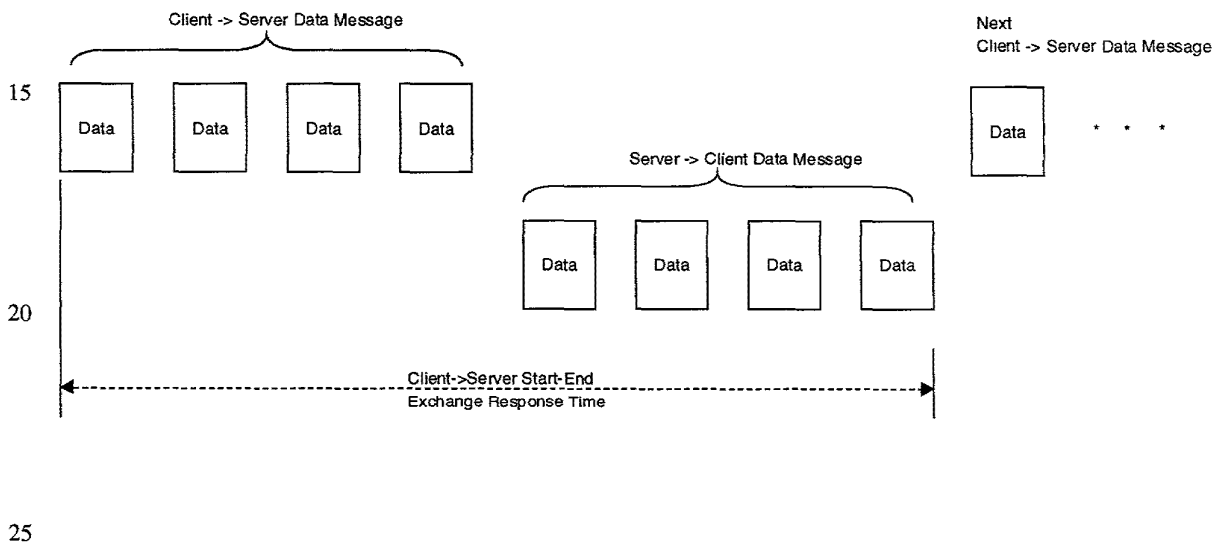 Client -> Server Data Message
Next
Client -> Server Data Message
15
Data Data Data Data
Data * * *
Server -> Client Data Message
Data Data Data Data
20
Client->Server Start-End
Exchange Response Time
25